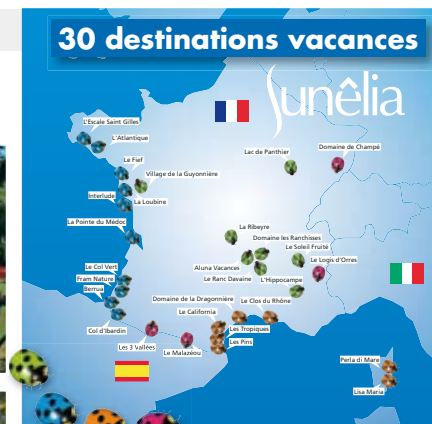 30 destinations vacances
Sunêlia
L'Escale Saint Gilles
L'Atlantique
Domaine de Champé
Lac de Panthier
Le Fief
Village de la Guyonnière
Interlude
La Loubine
La Pointe du Médoc
La Ribeyre
Domaine les Ranchisses
Le Soleil Fruité
Le Logis d'Orres
Aluna Vacances
Le Ranc Davaine
L'Hippocampe
Le Col Vert
Fram Nature
Berrua
Domaine de la Dragonnière
Le Clos du Rhône
Le California
Col d'Ibardin
Les Tropiques
Les Pins
Les 3 Vallées
Le Malazéou
Perla di Mare
Lisa Maria